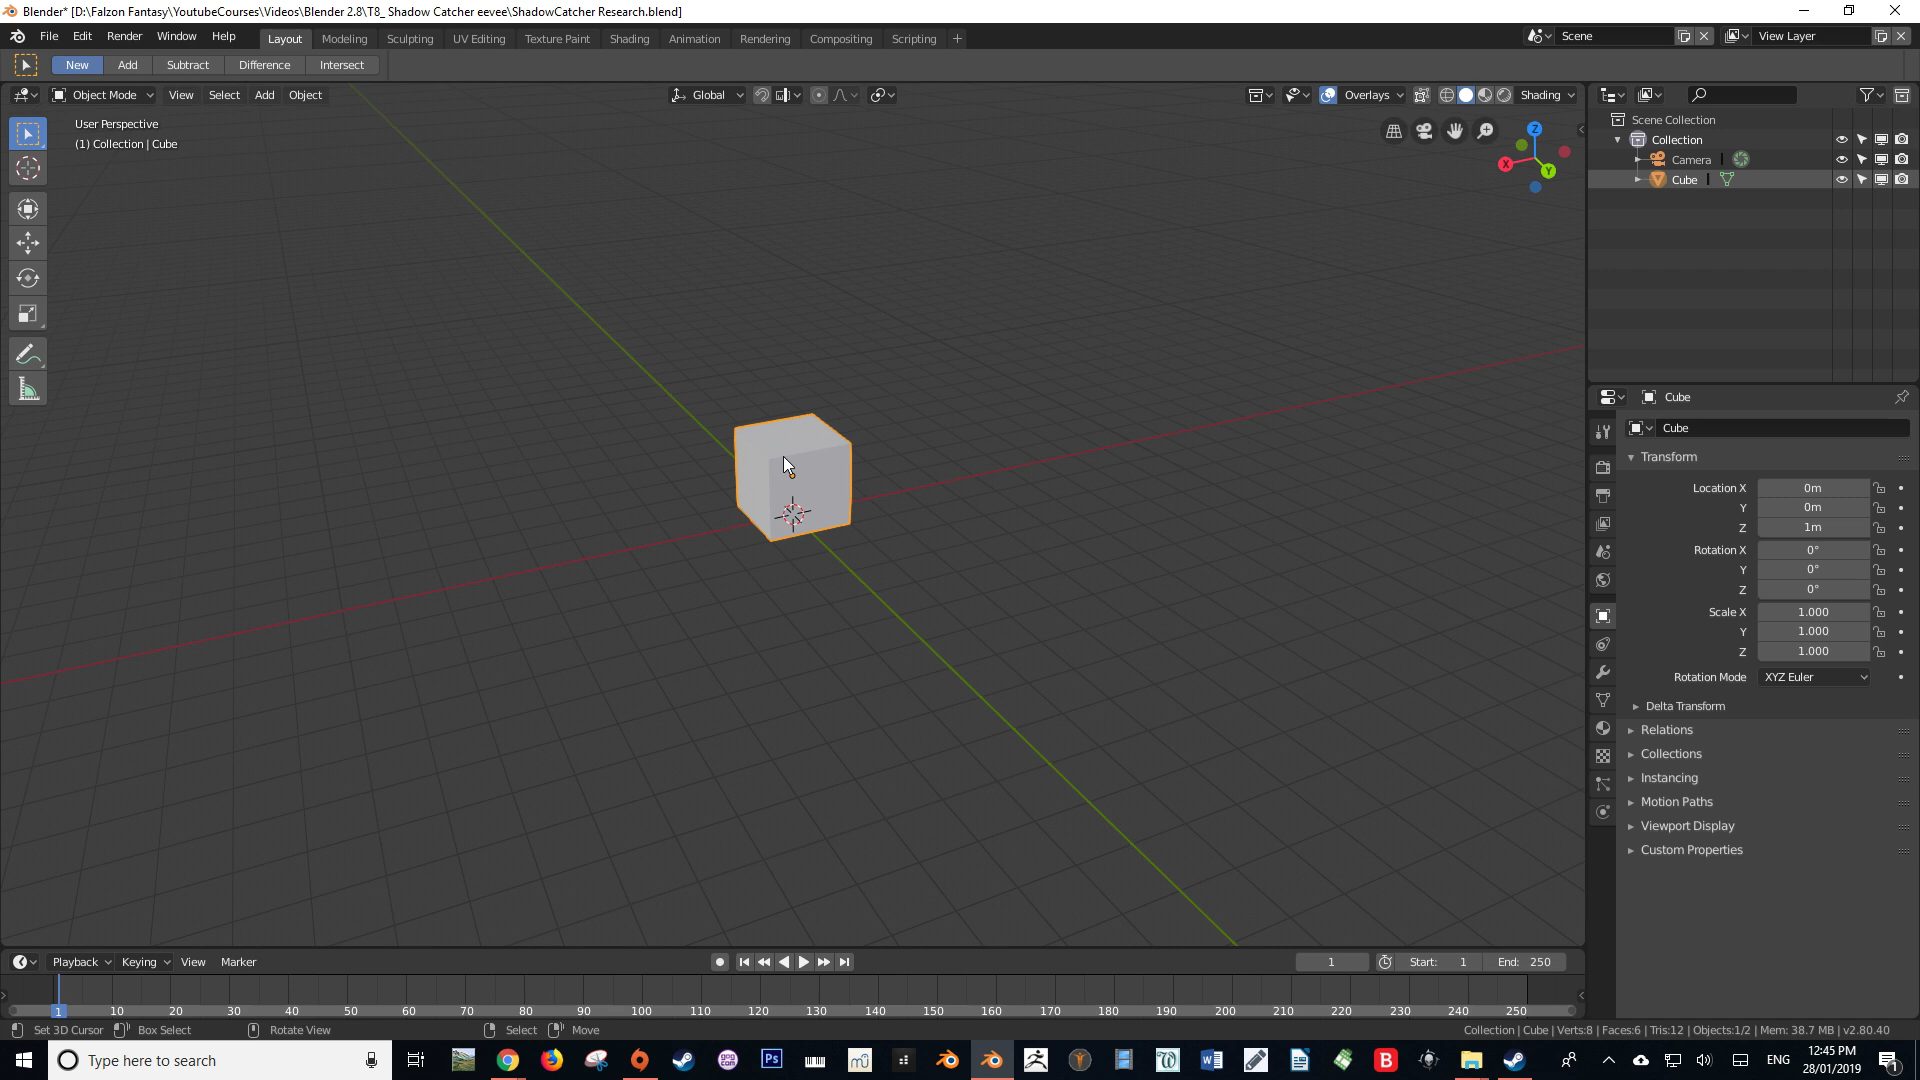 Blender* [D:\Falzon Fantasy\YoutubeCourses\Videos\Blender 2.8\T8_ Shadow Catcher eevee\ShadowCatcher Research.blend]
File Edit Render Window Help Layout Modeling Sculpting UV Editing Texture Paint Shading Animation Rendering Compositing Scripting + Scene View Layer
New Add Subtract Difference Intersect
Object Mode View Select Add Object Global Overlays Shading
User Perspective
(1) Collection | Cube
Z
X
Y
Scene Collection
Collection
Camera
Cube
Cube
Cube
Transform
Location X 0m
Y 0m
Z 1m
Rotation X 0°
Y 0°
Z 0°
Scale X 1.000
Y 1.000
Z 1.000
Rotation Mode XYZ Euler
Delta Transform
Relations
Collections
Instancing
Motion Paths
Viewport Display
Custom Properties
Playback Keying View Marker 1 Start: 1 End: 250
1 10 20 30 40 50 60 70 80 90 100 110 120 130 140 150 160 170 180 190 200 210 220 230 240 250
Set 3D Cursor Box Select Rotate View Select Move Collection | Cube | Verts:8 | Faces:6 | Tris:12 | Objects:1/2 | Mem: 38.7 MB | v2.80.40
Type here to search Ps ENG 12:45 PM
28/01/2019